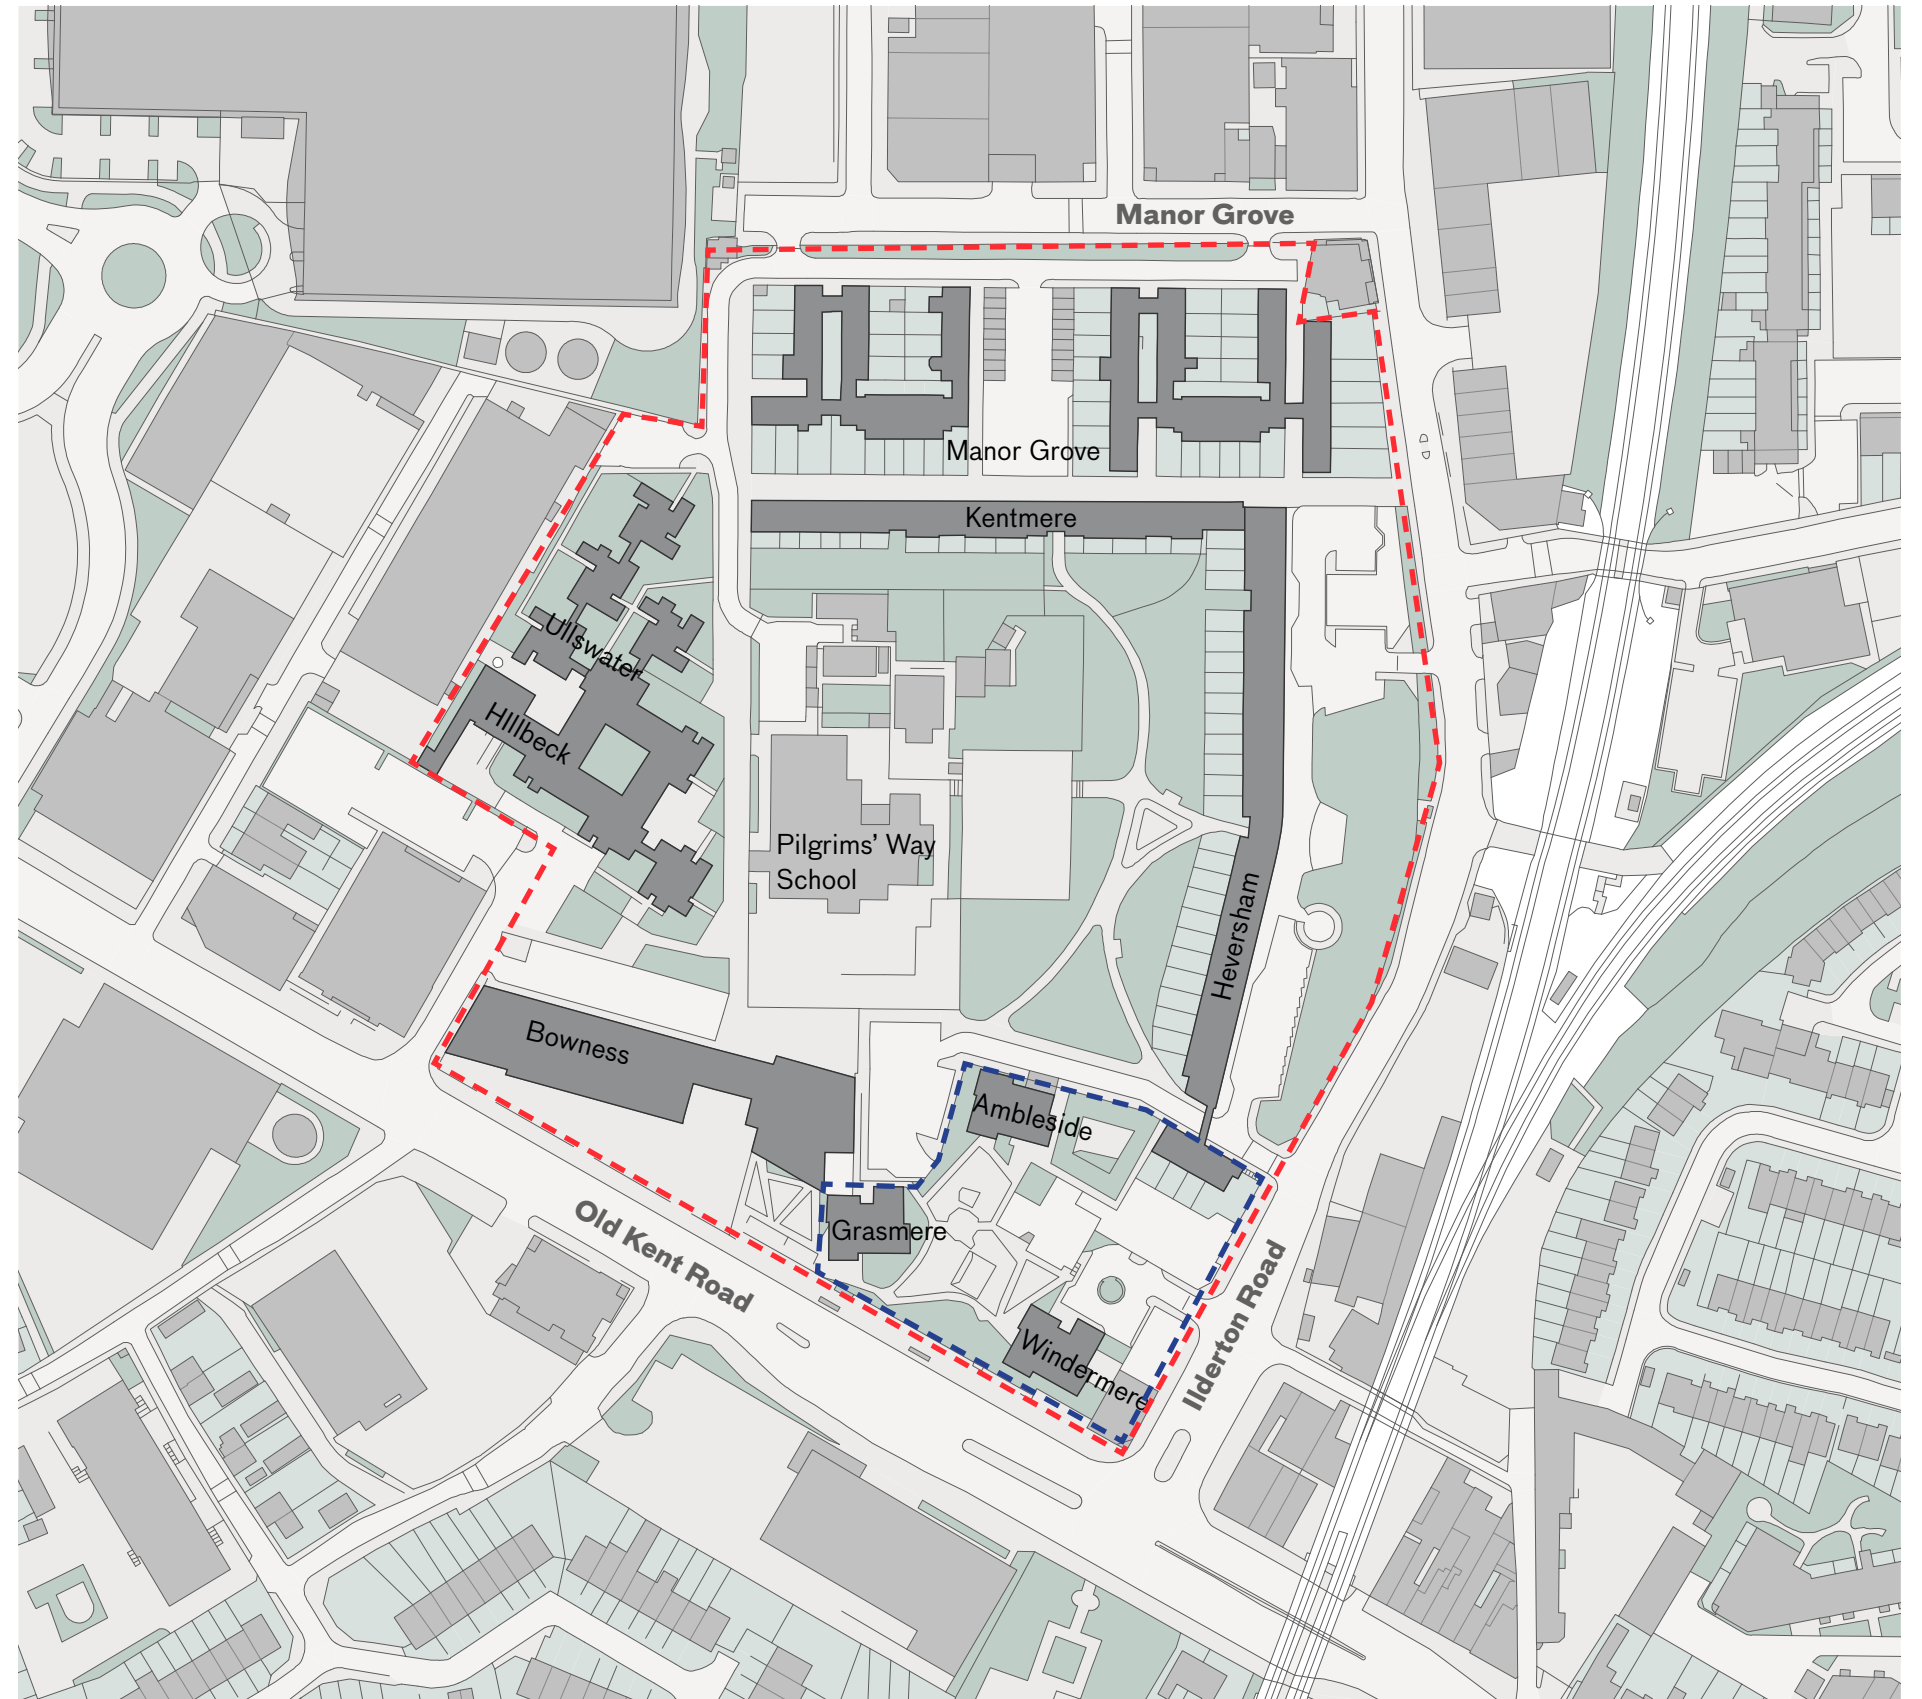 Manor Grove
Manor Grove
Kentmere
Ullswater
HIllbeck
Pilgrims' Way
School
Heversham
Bowness
Ambleside
Grasmere
Old Kent Road
Windermere
Ilderton Road